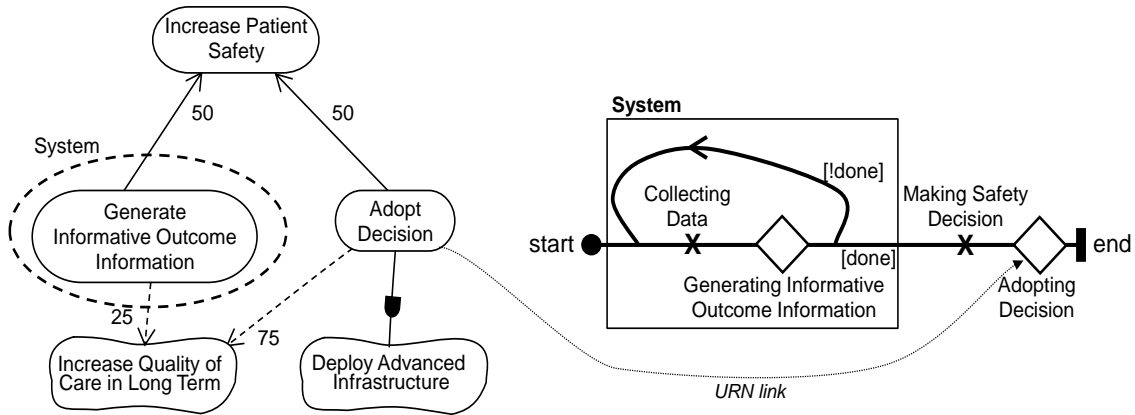 Increase Patient
Safety
50
50
System
Generate
Informative Outcome
Information
Adopt
Decision
25
75
Increase Quality of
Care in Long Term
Deploy Advanced
Infrastructure
System
[!done]
Collecting
Data
Making Safety
Decision
start
end
[done]
Generating Informative
Outcome Information
Adopting
Decision
URN link